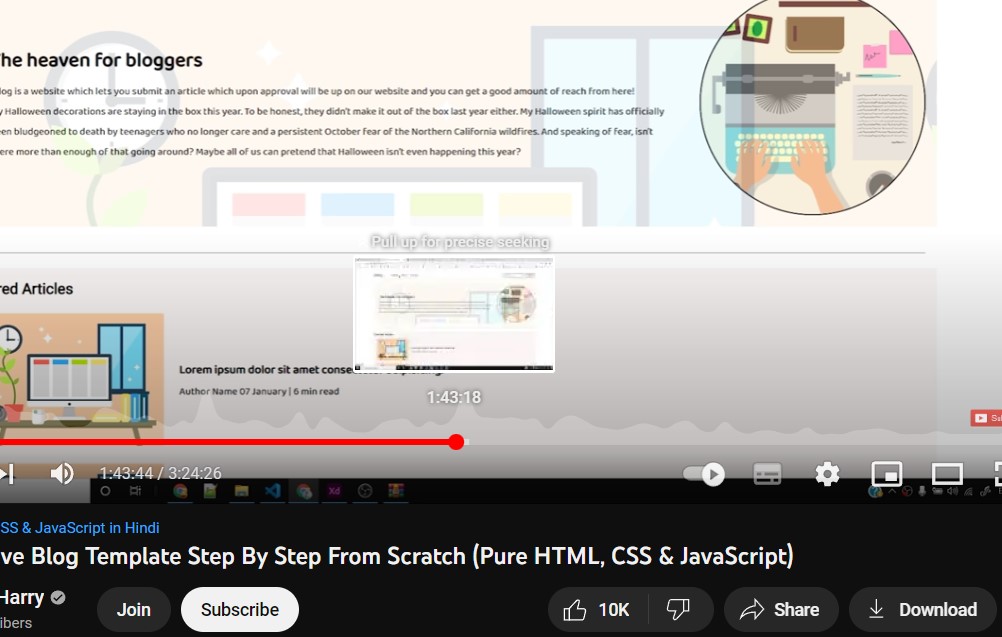 he heaven for bloggers
log is a website which lets you submit an article which upon approval will be up on our website and you can get a good amount of reach from here!
y Halloween decorations are staying in the box this year. To be honest, they didn't make it out of the box last year either. My Halloween spirit has officially
en bludgeoned to death by teenagers who no longer care and a persistent October fear of the Northern California wildfires. And speaking of fear, isn't
ere more than enough of that going around? Maybe all of us can pretend that Halloween isn't even happening this year?
Pull up for precise seeking
red Articles
Lorem ipsum dolor sit amet conse
Author Name 07 January | 6 min read
1:43:18
1:43:44 / 3:24:26
Xd
SS & JavaScript in Hindi
ve Blog Template Step By Step From Scratch (Pure HTML, CSS & JavaScript)
Harry
Join
Subscribe
10K
Share
Download
ibers